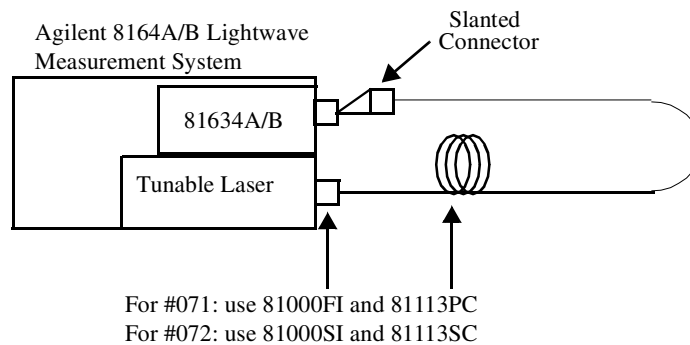 Slanted
Connector
Agilent 8164A/B Lightwave
Measurement System
81634A/B
Tunable Laser
For #071: use 81000FI and 81113PC
For #072: use 81000SI and 81113SC